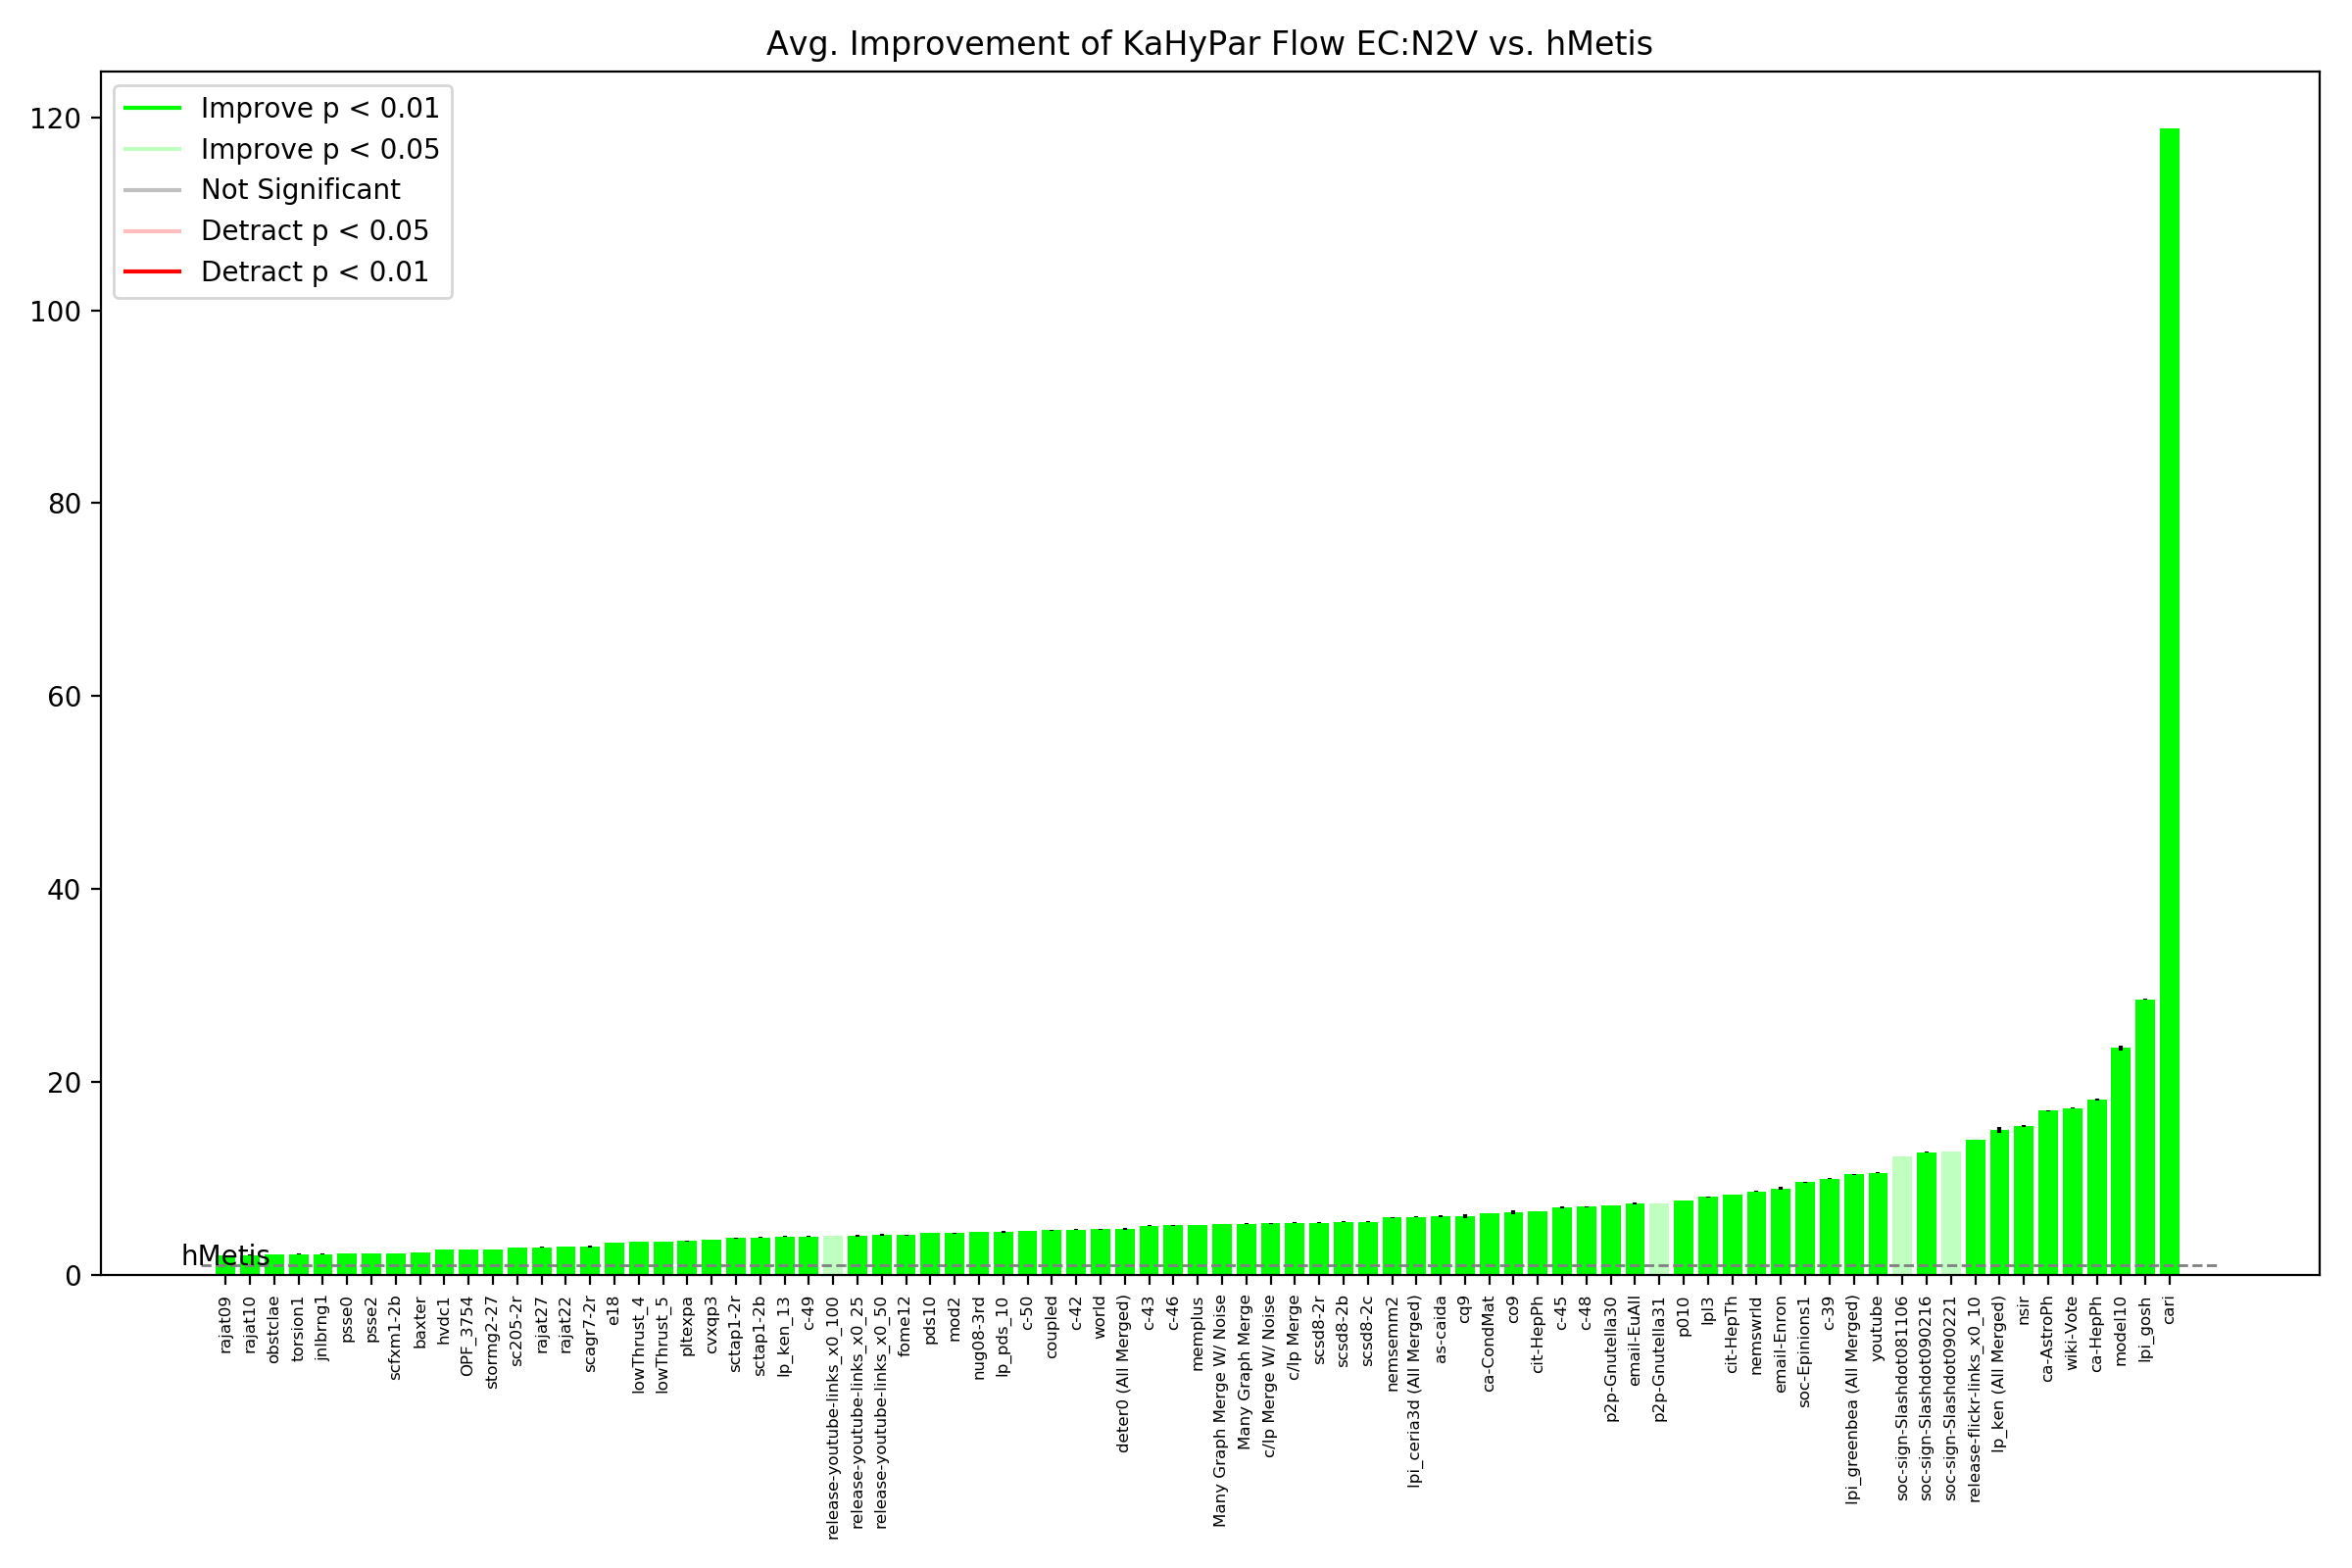 Avg. Improvement of KaHyPar Flow EC:N2V vs. hMetis
Improve p < 0.01
Improve p < 0.05
Not Significant
Detract p < 0.05
Detract p < 0.01
120
100
80
60
40
20
0
hMetis
rajat09
rajat10
obstclae
torsion1
jnlbrng1
psse0
psse2
scfxm1-2b
baxter
hvdc1
OPF_3754
stormg2-27
sc205-2r
rajat27
rajat22
scagr7-2r
e18
lowThrust_4
lowThrust_5
pltexpa
cvxqp3
sctap1-2r
sctap1-2b
lp_ken_13
c-49
release-youtube-links_x0_100
release-youtube-links_x0_25
release-youtube-links_x0_50
fome12
pds10
mod2
nug08-3rd
lp_pds_10
c-50
coupled
c-42
world
deter0 (All Merged)
c-43
c-46
memplus
Many Graph Merge W/ Noise
Many Graph Merge
c/lp Merge W/ Noise
c/lp Merge
scsd8-2r
scsd8-2b
scsd8-2c
nemsemm2
lpi_ceria3d (All Merged)
as-caida
cq9
ca-CondMat
co9
cit-HepPh
c-45
c-48
p2p-Gnutella30
email-EuAll
p2p-Gnutella31
p010
lpl3
cit-HepTh
nemswrld
email-Enron
soc-Epinions1
c-39
lpi_greenbea (All Merged)
youtube
soc-sign-Slashdot081106
soc-sign-Slashdot090216
soc-sign-Slashdot090221
release-flickr-links_x0_10
lp_ken (All Merged)
nsir
ca-AstroPh
wiki-Vote
ca-HepPh
model10
lpi_gosh
cari